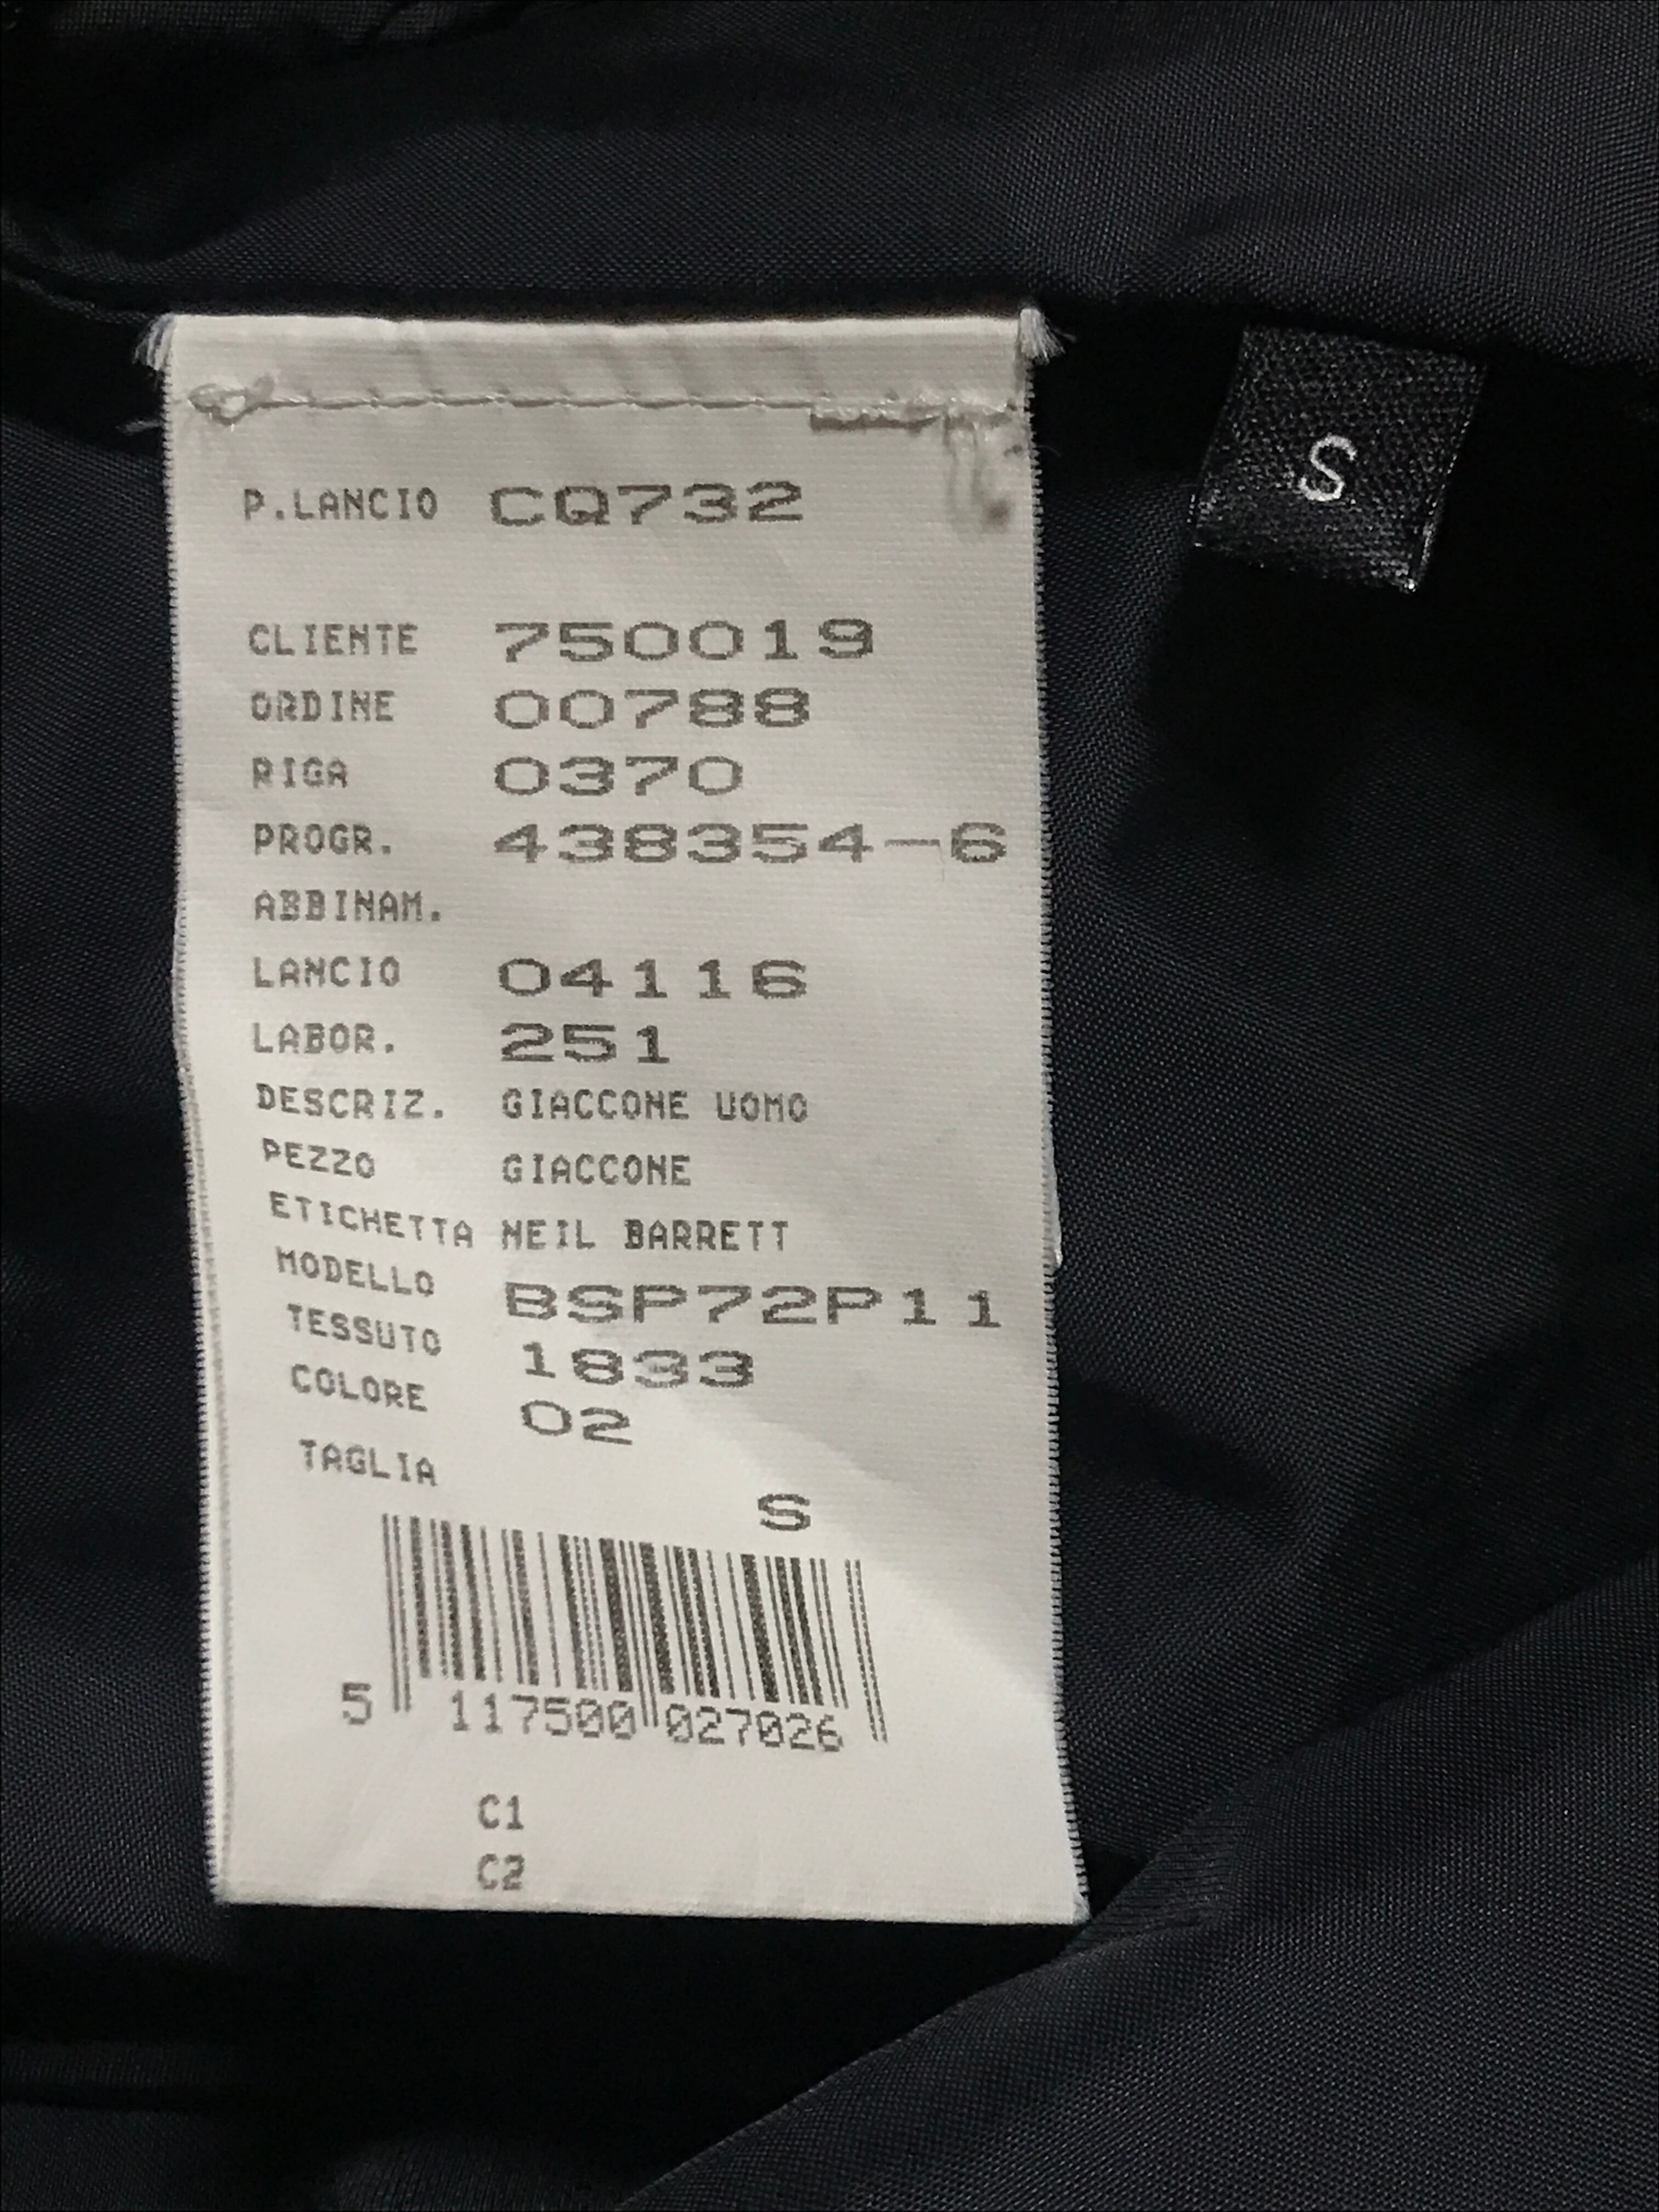 P.LANCIO CQ732
S
CLIENTE 750019
ORDINE 00788
RIGA 0370
PROGR. 438354-6
ABBINAM.
LANCIO 04116
LABOR. 251
DESCRIZ. GIACCONE UOMO
PEZZO GIACCONE
ETICHETTA NEIL BARRETT
MODELLO BSP72P11
TESSUTO 1833
COLORE 02
TAGLIA S
5 117500 027026
C1
C2